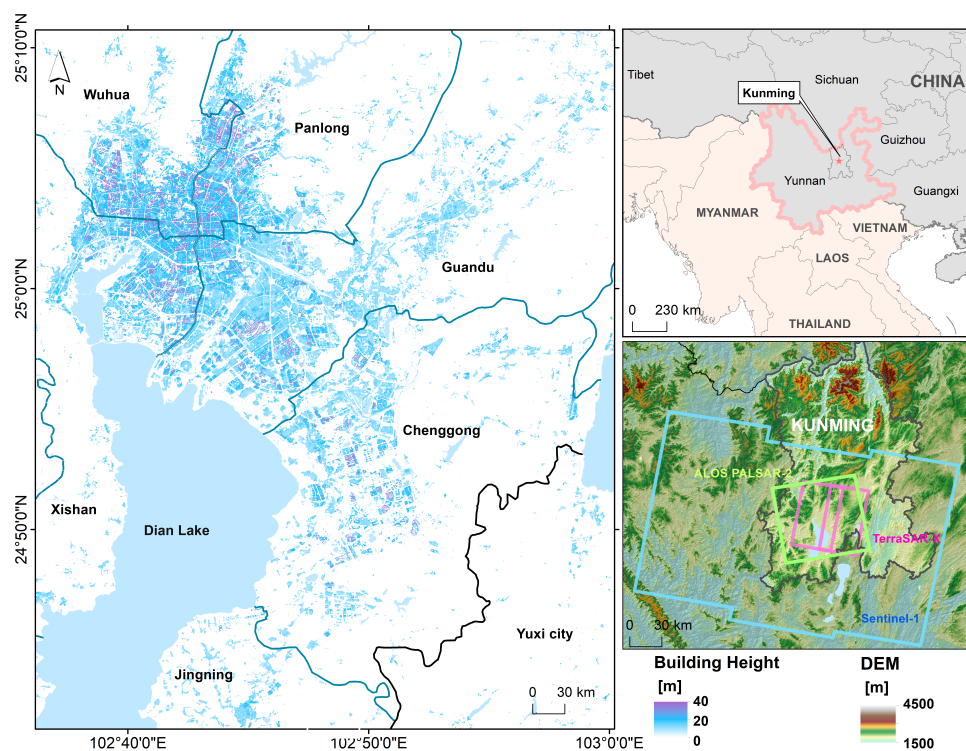 25°10'0"N
25°0'0"N
24°50'0"N
N
Wuhua
Panlong
Guandu
Chenggong
Xishan
Dian Lake
Yuxi city
Jingning
0 30 km
102°40'0"E
102°50'0"E
103°0'0"E
Tibet
Sichuan
CHINA
Kunming
Guizhou
Yunnan
Guangxi
MYANMAR
VIETNAM
LAOS
0 230 km
THAILAND
KUNMING
ALOS PALSAR-2
TerraSAR-X
Sentinel-1
0 30 km
Building Height
[m]
40
20
0
DEM
[m]
4500
1500